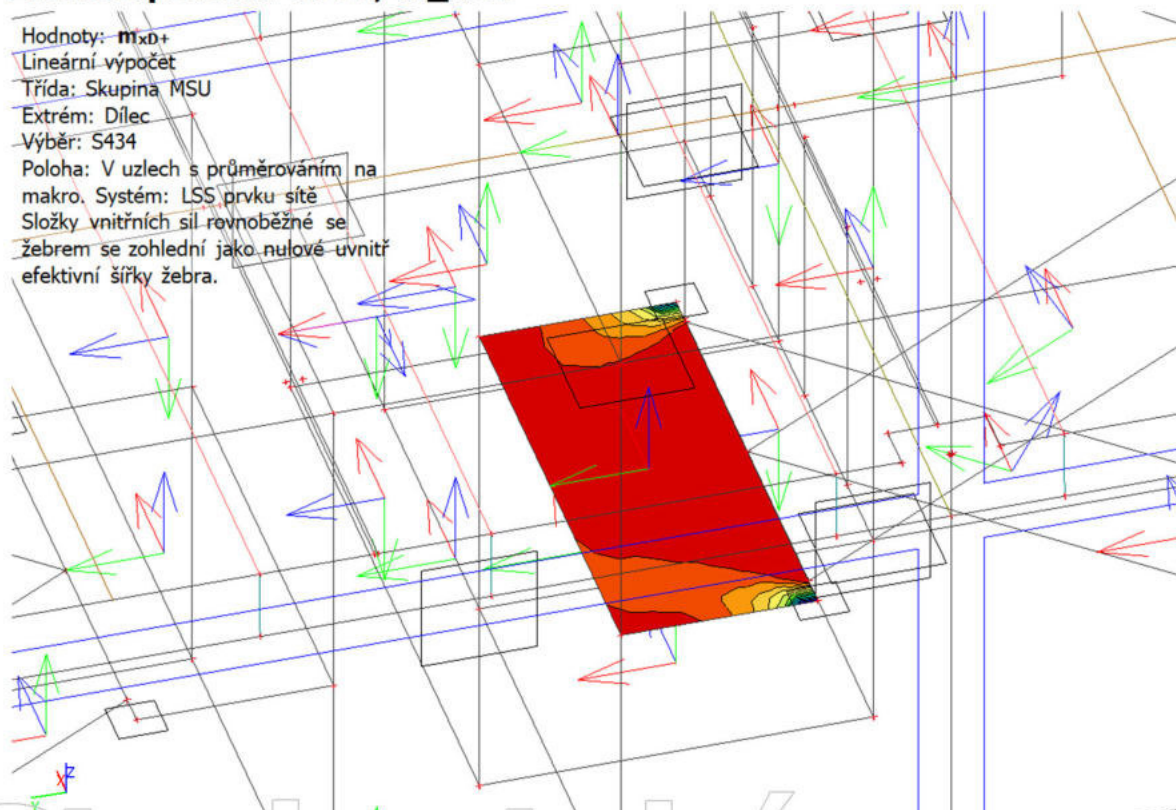 Hodnoty: mxD+
Lineární výpočet
Třída: Skupina MSU
Extrém: Dílec
Výběr: S434
Poloha: V uzlech s průměrováním na
makro. Systém: LSS prvku sítě
Složky vnitřních sil rovnoběžné se
žebrem se zohlední jako nulové uvnitř
efektivní šířky žebra.
X
Z
Y